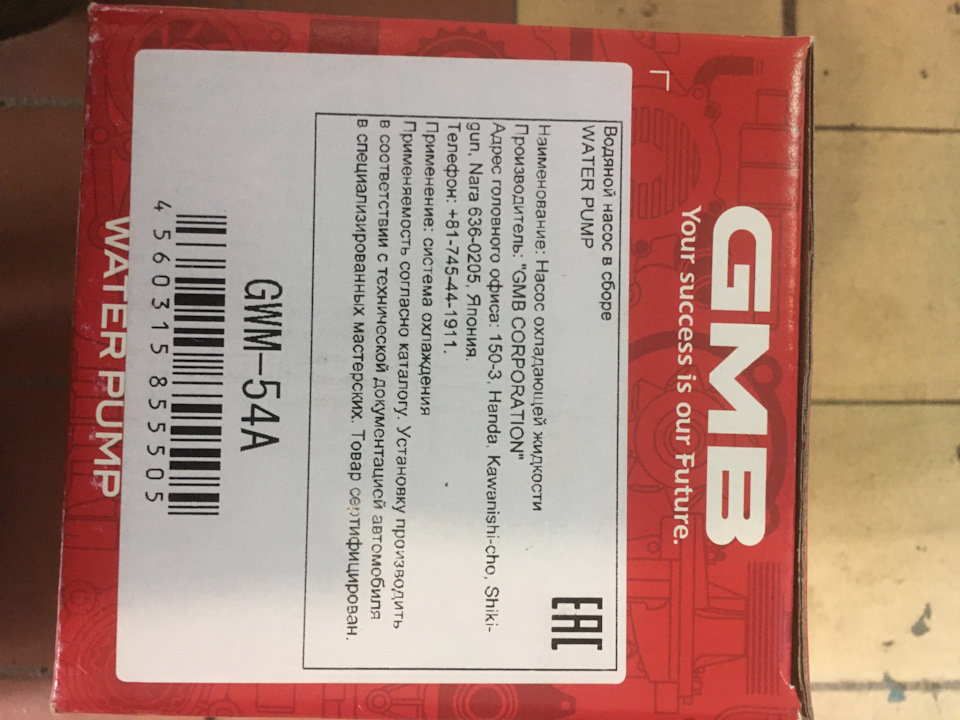 GMB
Your success is our Future.
Водяной насос в сборе
WATER PUMP
EAC
Наименование: Насос охладающей жидкости
Производитель: "GMB CORPORATION"
Адрес головного офиса: 150-3, Handa, Kawanishi-cho, Shiki-
gun, Nara 636-0205, Япония.
Телефон: +81-745-44-1911.
Применение: система охлаждения
Применяемость согласно каталогу. Установку производить
в соответствии с технической документацией автомобиля
в специализированных мастерских. Товар сертифицирован.
GWM-54A
4 560315 855505
WATER PUMP